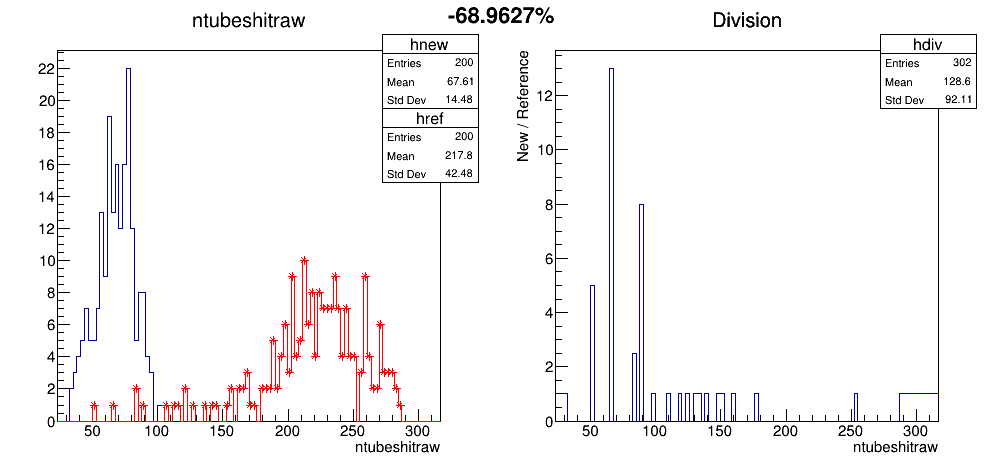 -68.9627%
ntubeshitraw
hnew
Entries 200
Mean 67.61
Std Dev 14.48
href
Entries 200
Mean 217.8
Std Dev 42.48
22
20
18
16
14
12
10
8
6
4
2
0
50 100 150 200 250 300
ntubeshitraw
Division
hdiv
Entries 302
Mean 128.6
Std Dev 92.11
New / Reference
12
10
8
6
4
2
0
50 100 150 200 250 300
ntubeshitraw